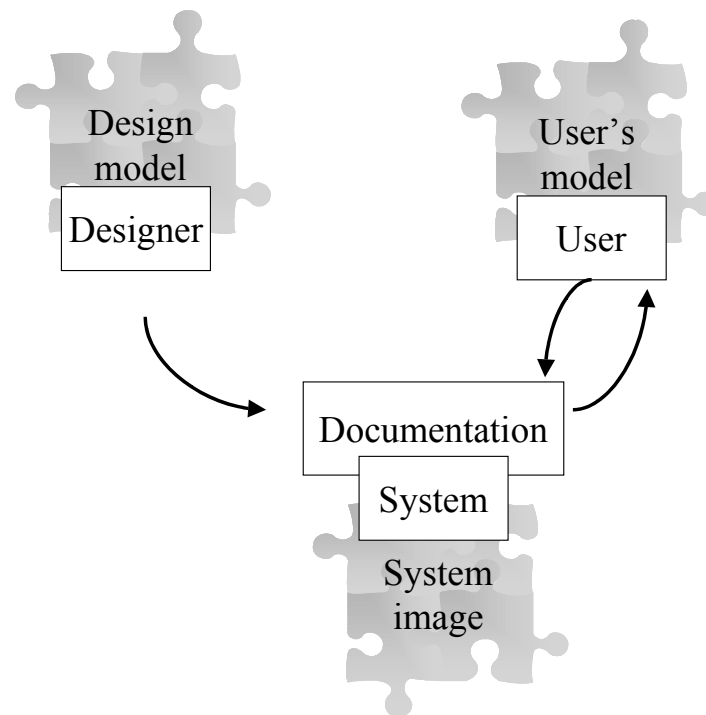 Design
model
Designer
User’s
model
User
Documentation
System
System
image